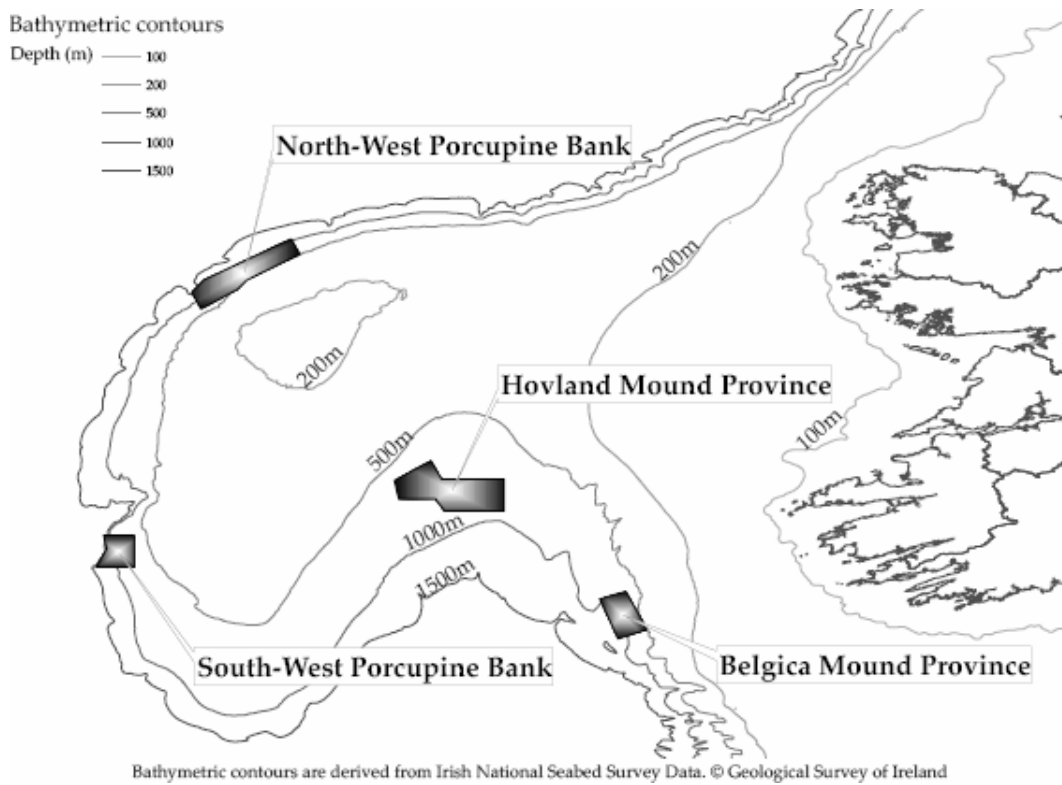 Bathymetric contours
Depth (m)
100
200
500
1000
1500
North-West Porcupine Bank
200m
200m
Hovland Mound Province
500m
100m
1000m
1500m
South-West Porcupine Bank
Belgica Mound Province
Bathymetric contours are derived from Irish National Seabed Survey Data. © Geological Survey of Ireland